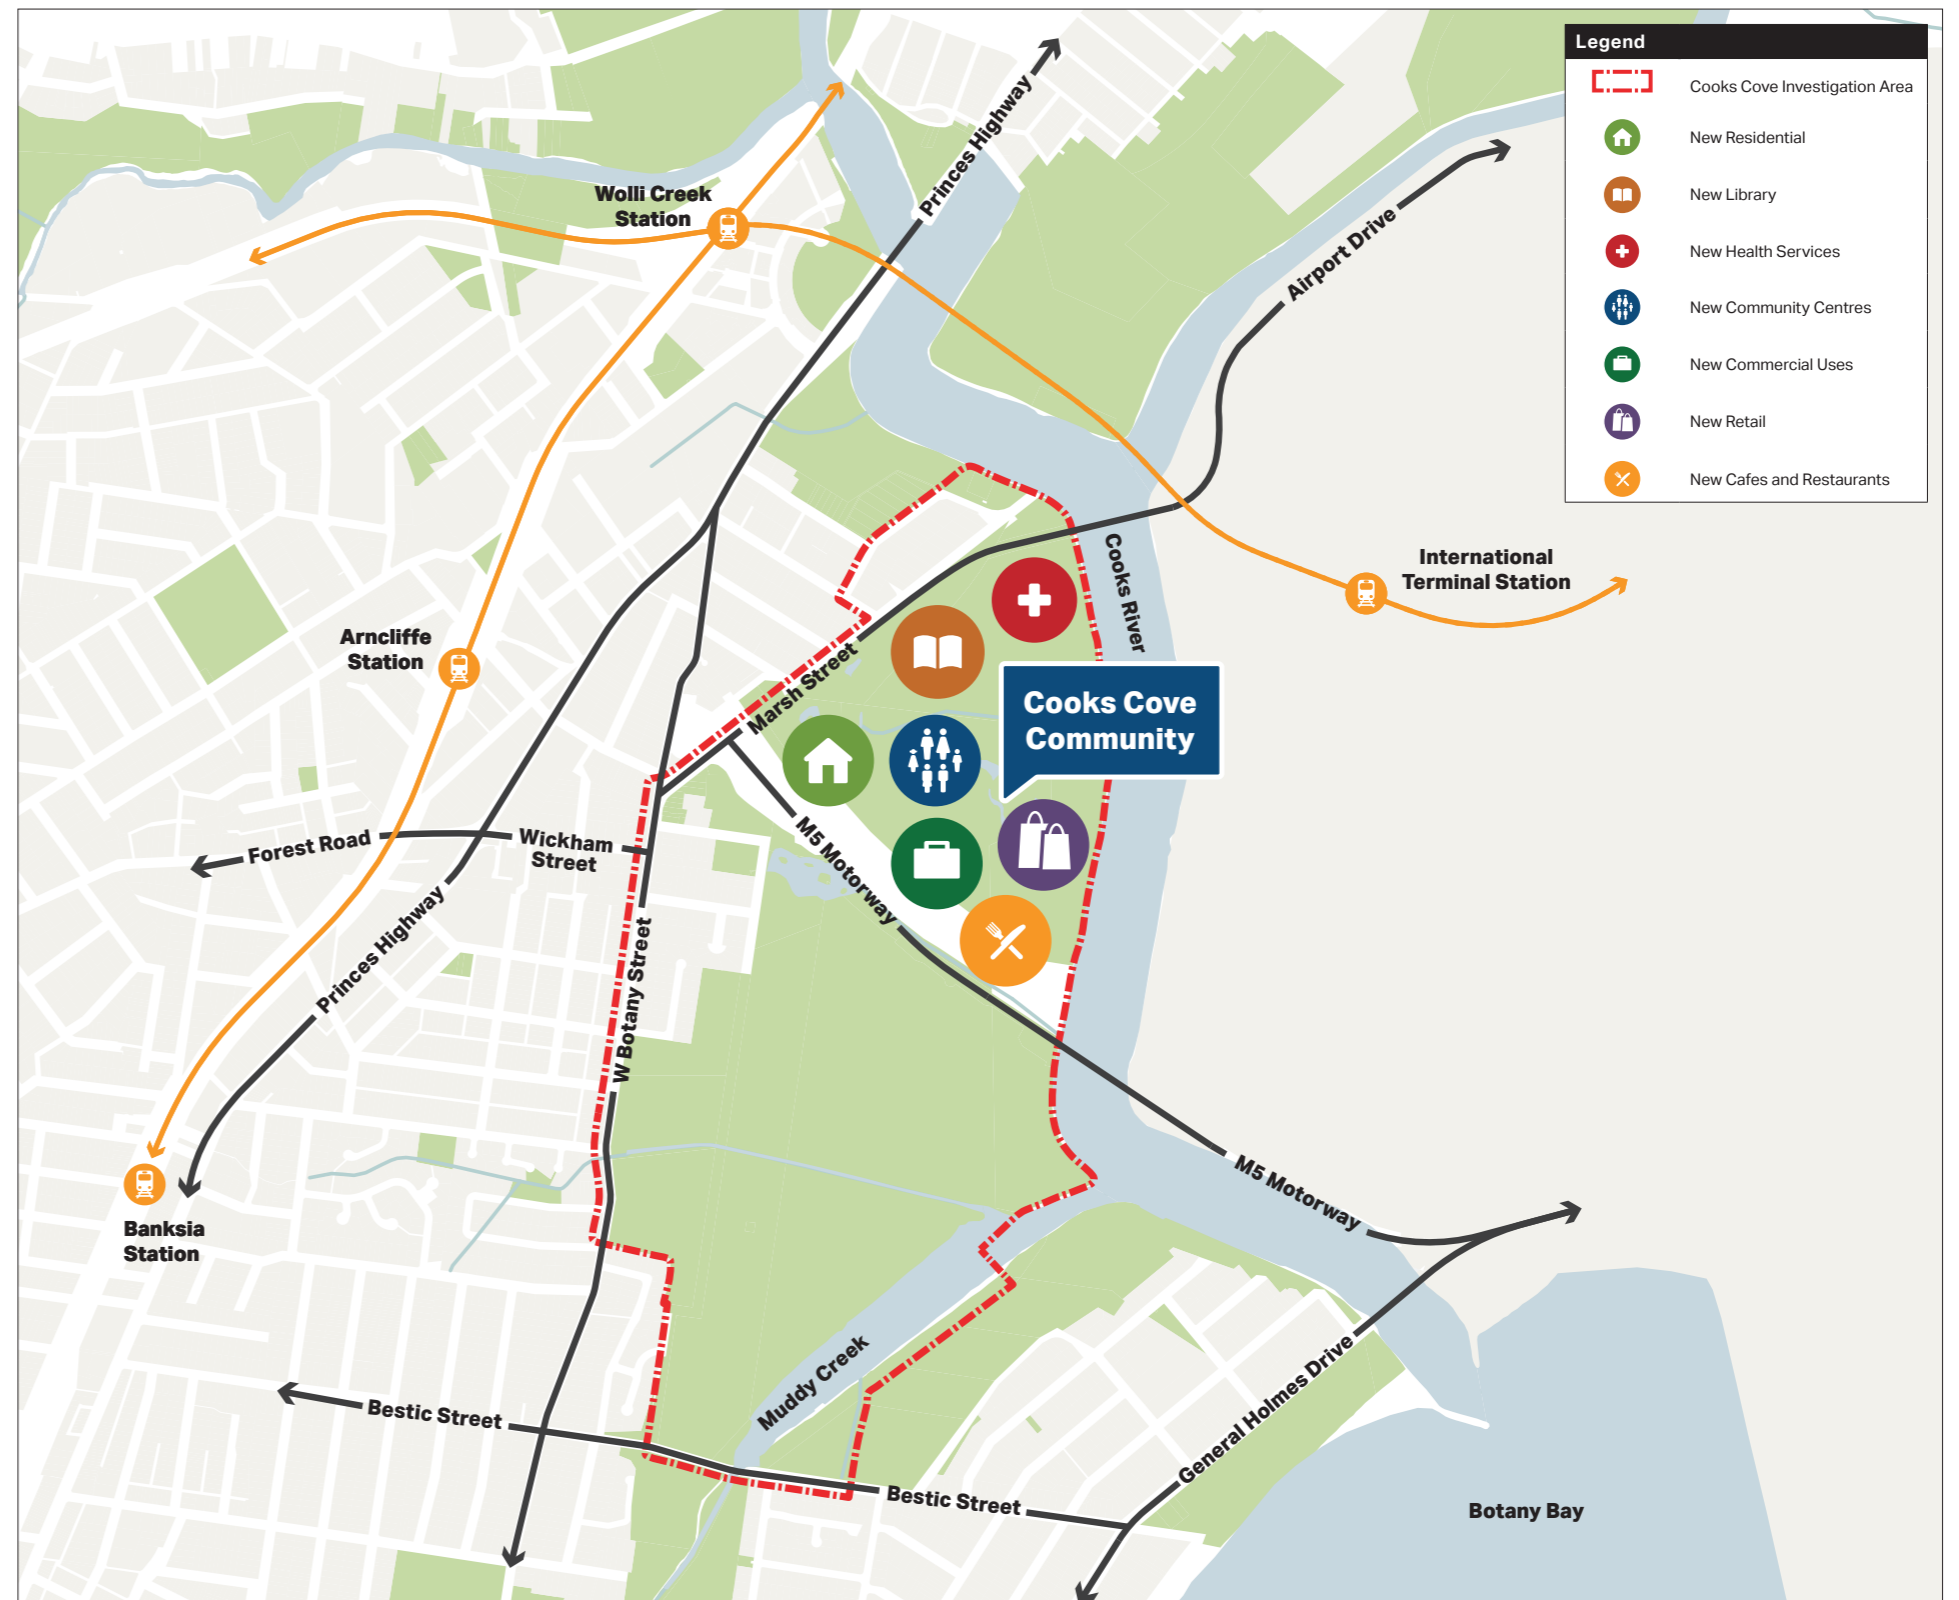 Legend
Cooks Cove Investigation Area
New Residential
New Library
New Health Services
New Community Centres
New Commercial Uses
New Retail
New Cafes and Restaurants
Princes Highway
Wolli Creek
Station
Airport Drive
International
Terminal Station
Cooks River
Arncliffe
Station
Marsh Street
Cooks Cove
Community
Forest Road
Wickham
Street
M5 Motorway
Princes Highway
W Botany Street
M5 Motorway
Banksia
Station
Muddy Creek
General Holmes Drive
Bestic Street
Bestic Street
Botany Bay